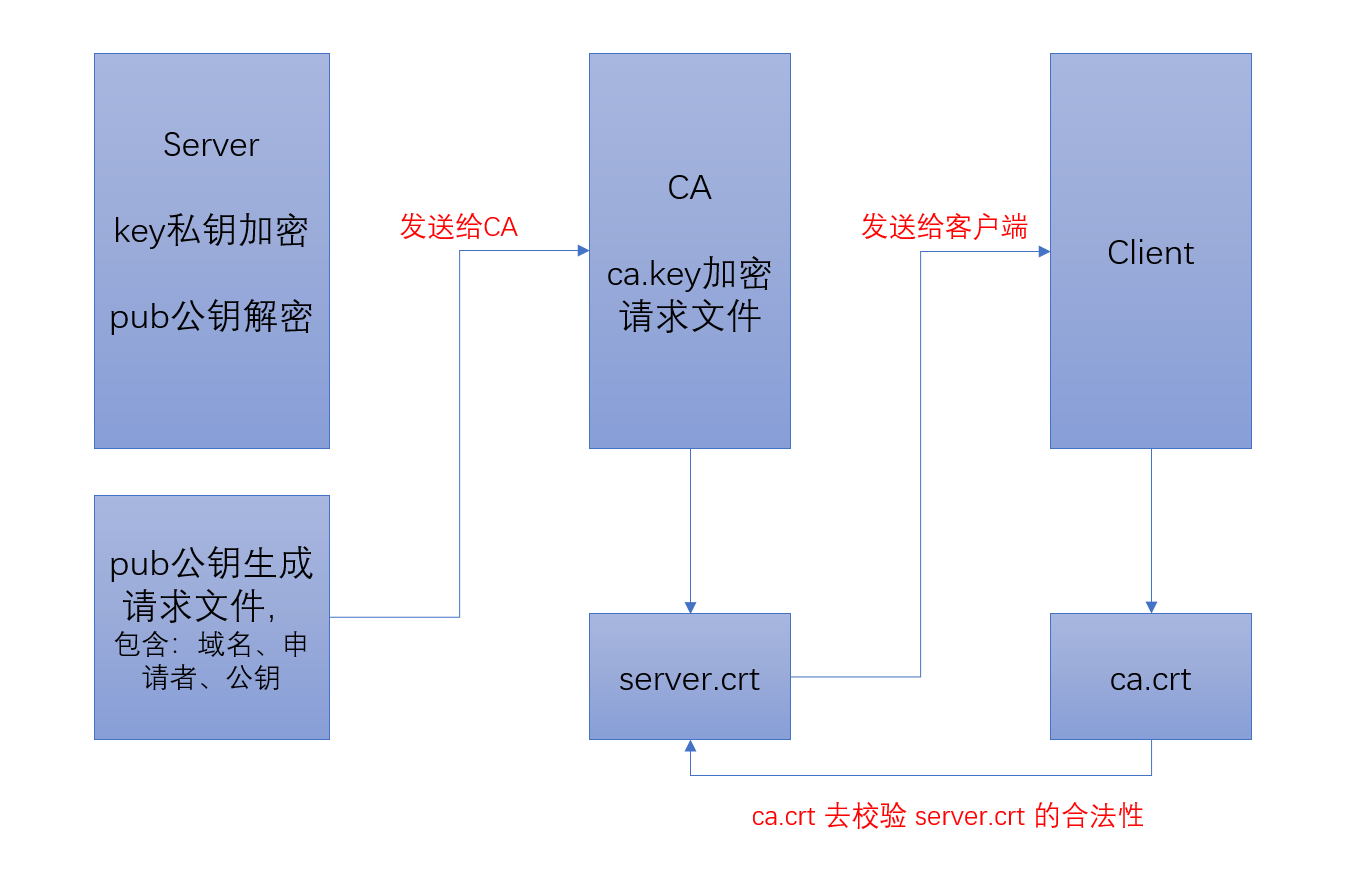 Server
key私钥加密
pub公钥解密
pub公钥生成
请求文件，
包含：域名、申
请者、公钥
发送给CA
CA
ca.key加密
请求文件
server.crt
发送给客户端
Client
ca.crt
ca.crt 去校验 server.crt 的合法性